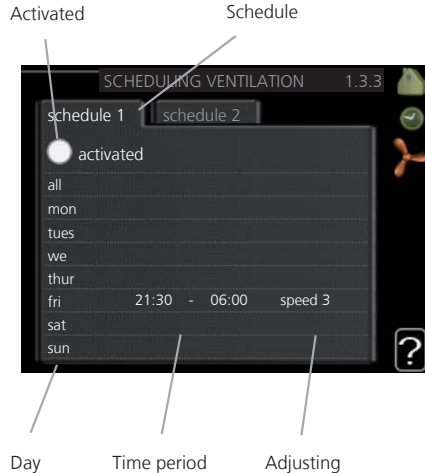 Activated Schedule
SCHEDULING VENTILATION 1.3.3
schedule 1 schedule 2
activated
all
mon
tues
we
thur
fri 21:30 - 06:00 speed 3
sat
sun
?
Day Time period Adjusting